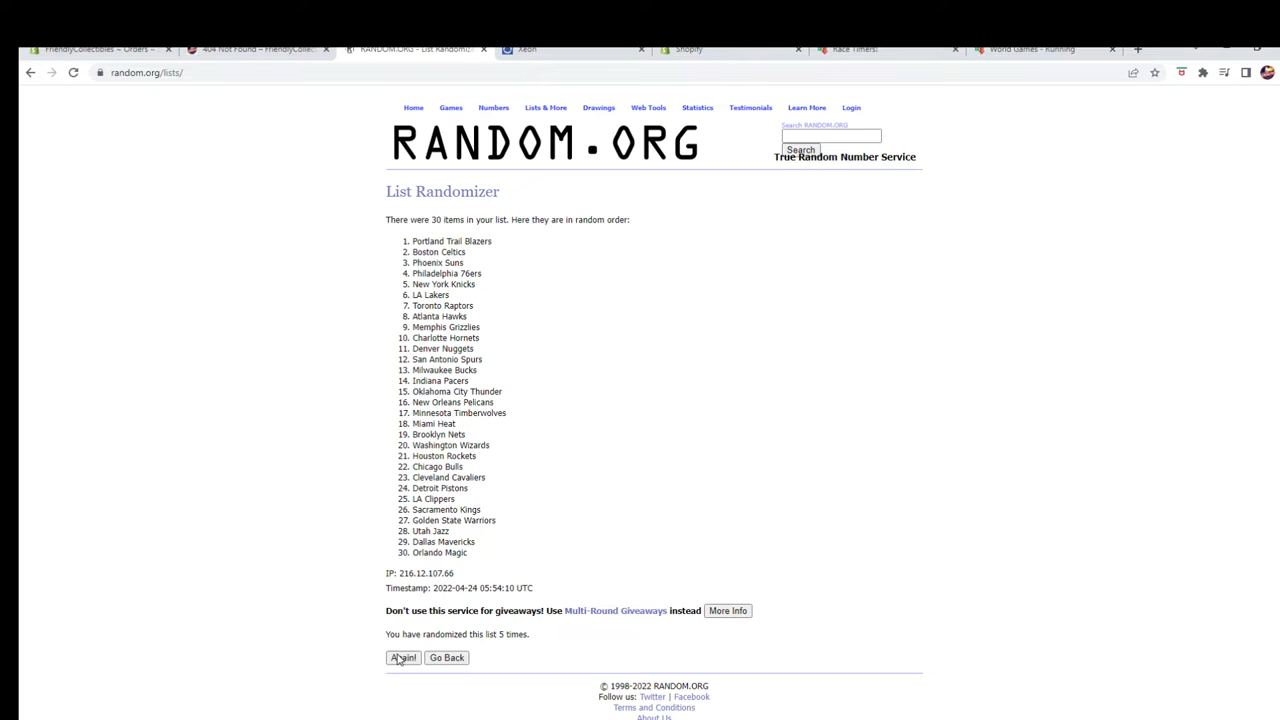 FriendlyCollectibles ~ Orders ~ × 404 Not Found – FriendlyCollec × RANDOM.ORG - List Randomize × Xeon × Shopify × Race Timers! × World Games - Running × +
random.org/lists/
Home Games Numbers Lists & More Drawings Web Tools Statistics Testimonials Learn More Login
RANDOM.ORG
Search RANDOM.ORG
Search
True Random Number Service
List Randomizer
There were 30 items in your list. Here they are in random order:
1. Portland Trail Blazers
2. Boston Celtics
3. Phoenix Suns
4. Philadelphia 76ers
5. New York Knicks
6. LA Lakers
7. Toronto Raptors
8. Atlanta Hawks
9. Memphis Grizzlies
10. Charlotte Hornets
11. Denver Nuggets
12. San Antonio Spurs
13. Milwaukee Bucks
14. Indiana Pacers
15. Oklahoma City Thunder
16. New Orleans Pelicans
17. Minnesota Timberwolves
18. Miami Heat
19. Brooklyn Nets
20. Washington Wizards
21. Houston Rockets
22. Chicago Bulls
23. Cleveland Cavaliers
24. Detroit Pistons
25. LA Clippers
26. Sacramento Kings
27. Golden State Warriors
28. Utah Jazz
29. Dallas Mavericks
30. Orlando Magic
IP: 216.12.107.66
Timestamp: 2022-04-24 05:54:10 UTC
Don't use this service for giveaways! Use Multi-Round Giveaways instead More Info
You have randomized this list 5 times.
Again! Go Back
© 1998-2022 RANDOM.ORG
Follow us: Twitter | Facebook
Terms and Conditions
About Us